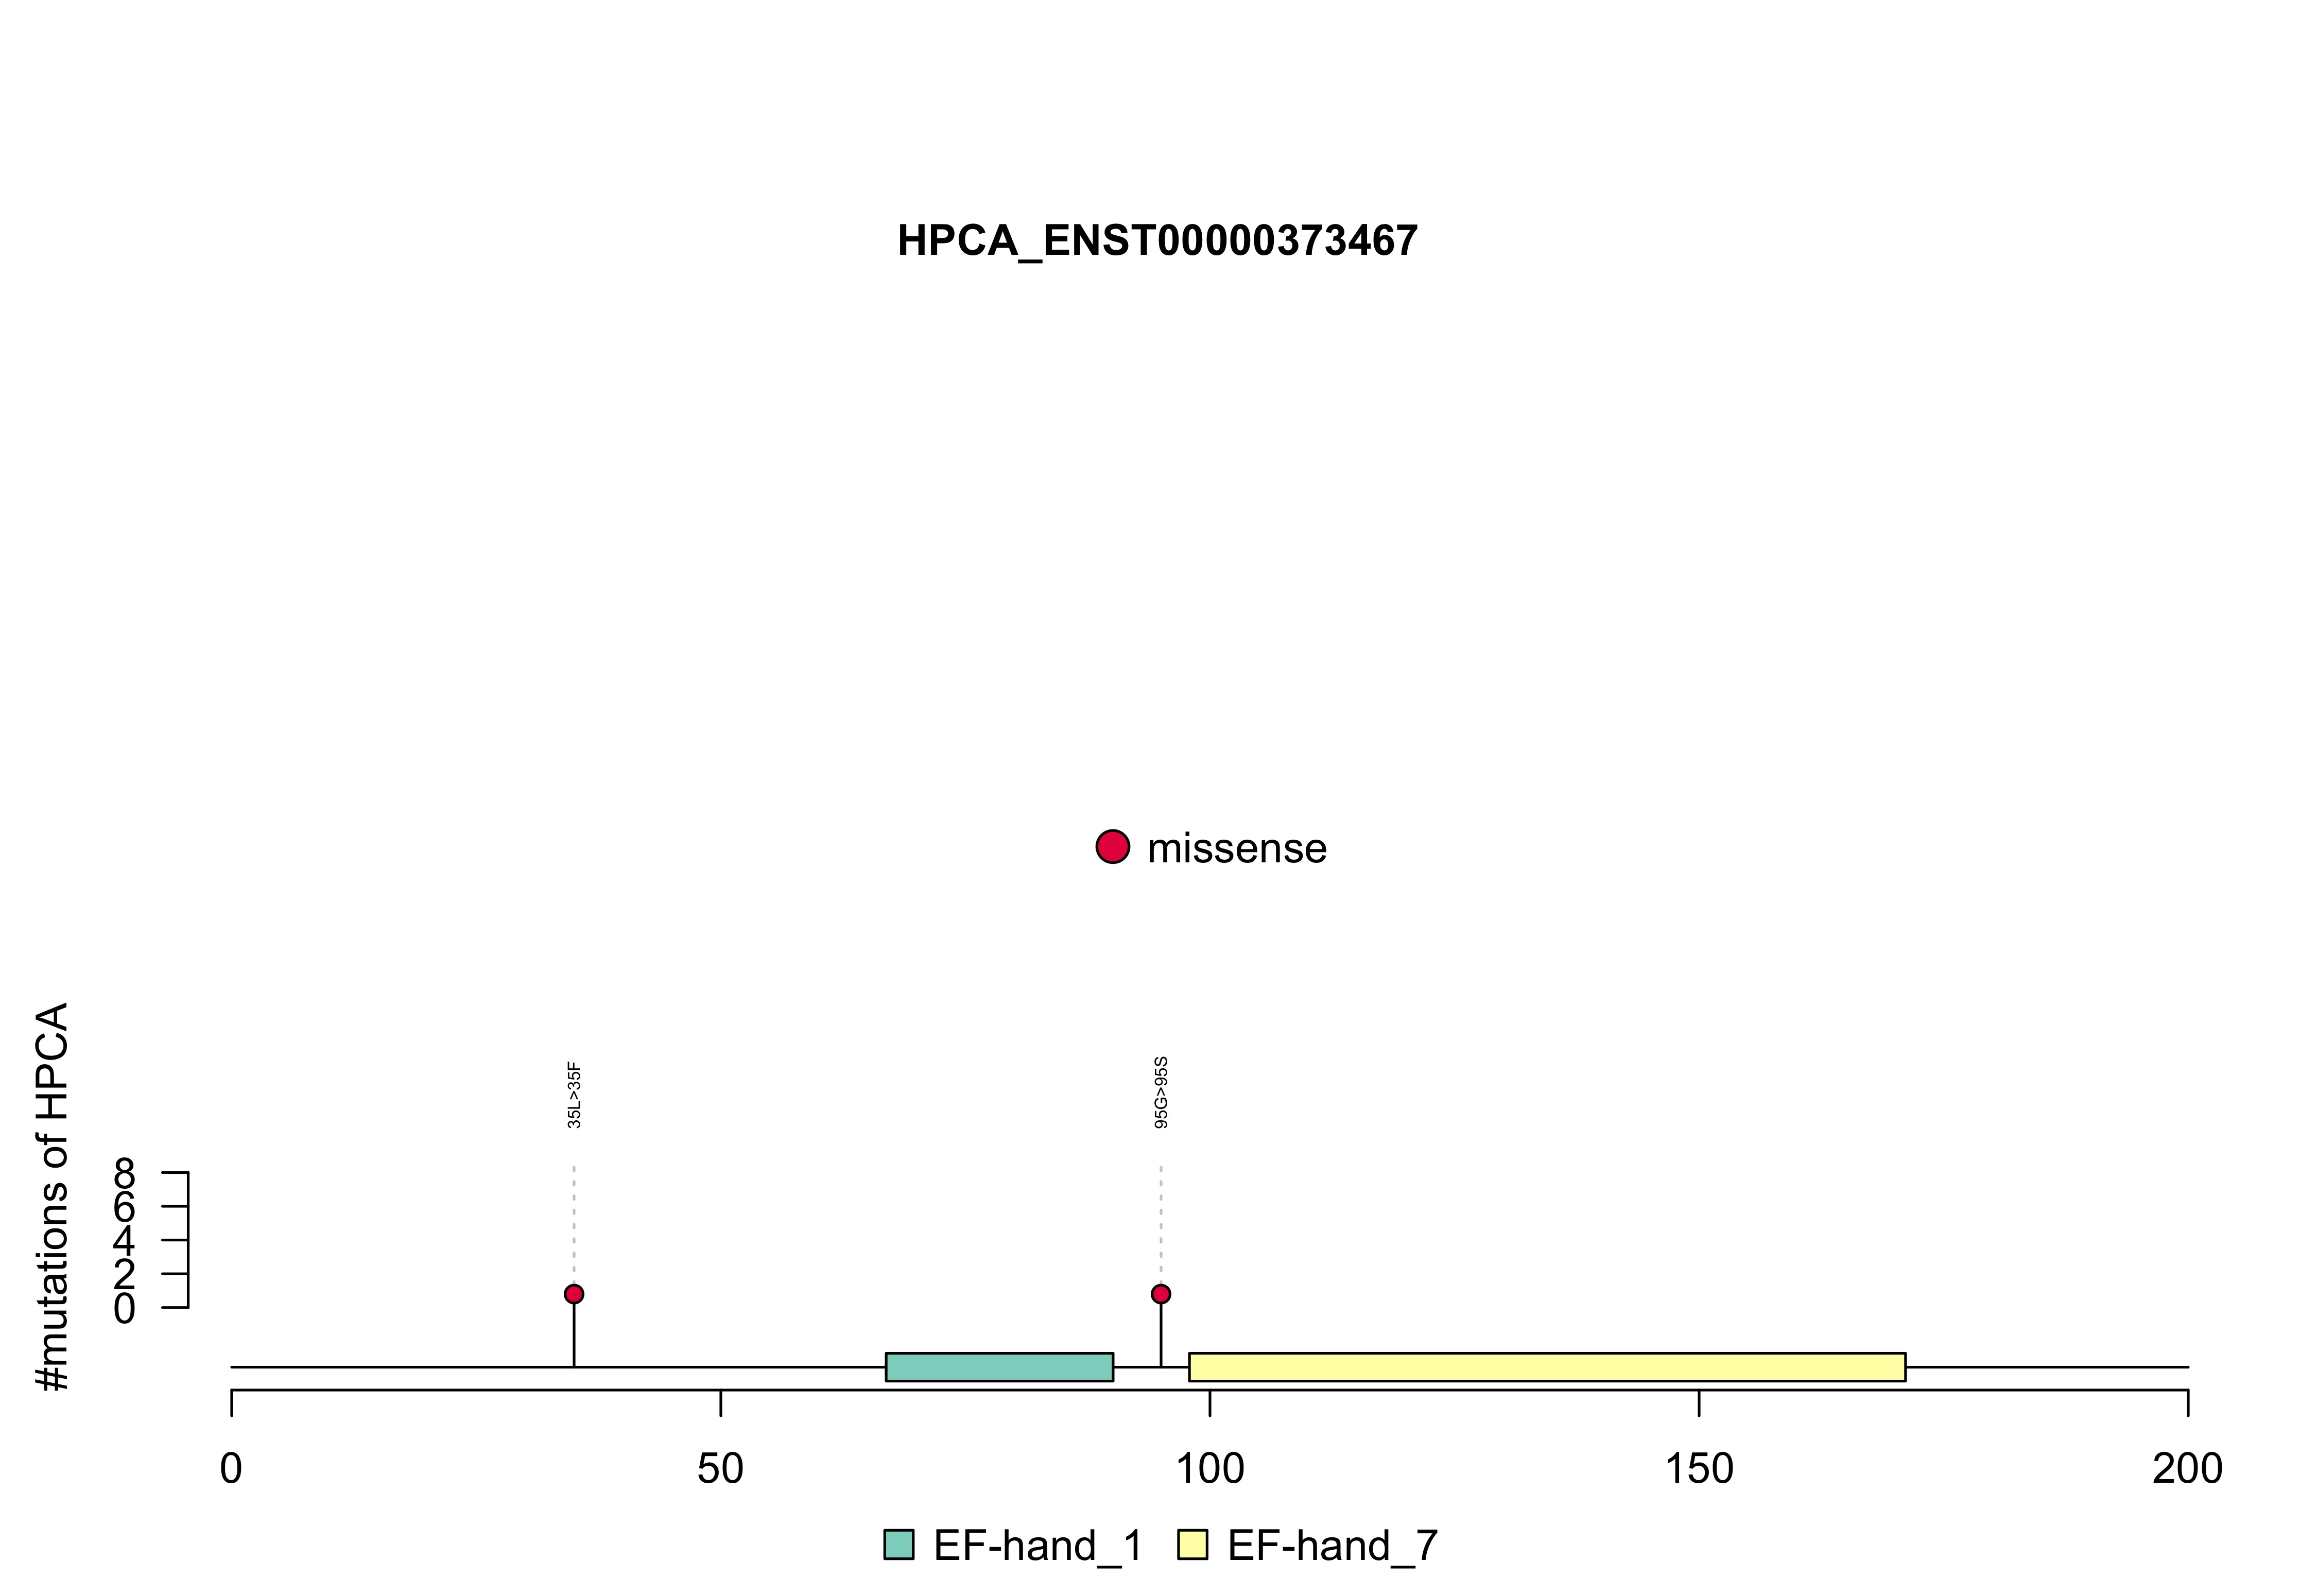 HPCA_ENST00000373467
missense
#mutations of HPCA
35L>35F
95G>95S
8
6
4
2
0
0 50 100 150 200
EF-hand_1 EF-hand_7